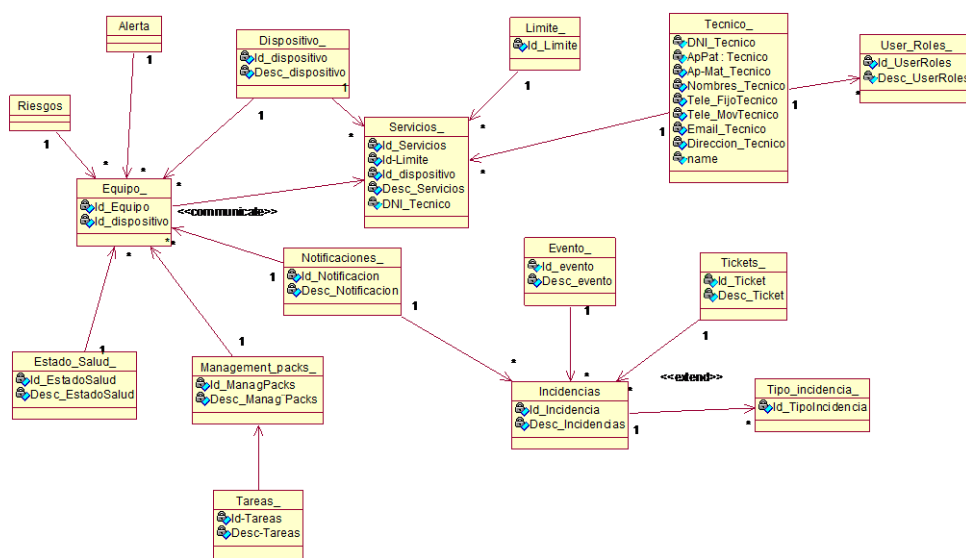 Alerta
1
Riesgos
1
Dispositivo_
Id_dispositivo
Desc_dispositivo
1
1
Limite_
Id_Limite
1
Tecnico_
DNI_Tecnico
ApPat : Tecnico
Ap-Mat_Tecnico
Nombres_Tecnico
Tele_FijoTecnico
Tele_MovTecnico
Email_Tecnico
Direccion_Tecnico
name
1
1
User_Roles_
Id_UserRoles
Desc_UserRoles
*
Servicios_
Id_Servicios
Id-Limite
Id_dispositivo
Desc_Servicios
DNI_Tecnico
*
*
*
Equipo_
Id_Equipo
Id_dispositivo
*
*
*
*
*
*
<<communicate>>
Notificaciones_
Id_Notificacion
Desc_Notificacion
1
1
Evento_
Id_evento
Desc_evento
1
Tickets_
Id_Ticket
Desc_Ticket
1
Estado_Salud_
Id_EstadoSalud
Desc_EstadoSalud
1
Management_packs_
Id_ManagPacks
Desc_Manag¨Packs
1
Incidencias
Id_Incidencia
Desc_Incidencias
*
*
*
1
<<extend>>
Tipo_incidencia_
Id_TipoIncidencia
*
Tareas_
Id-Tareas
Desc-Tareas